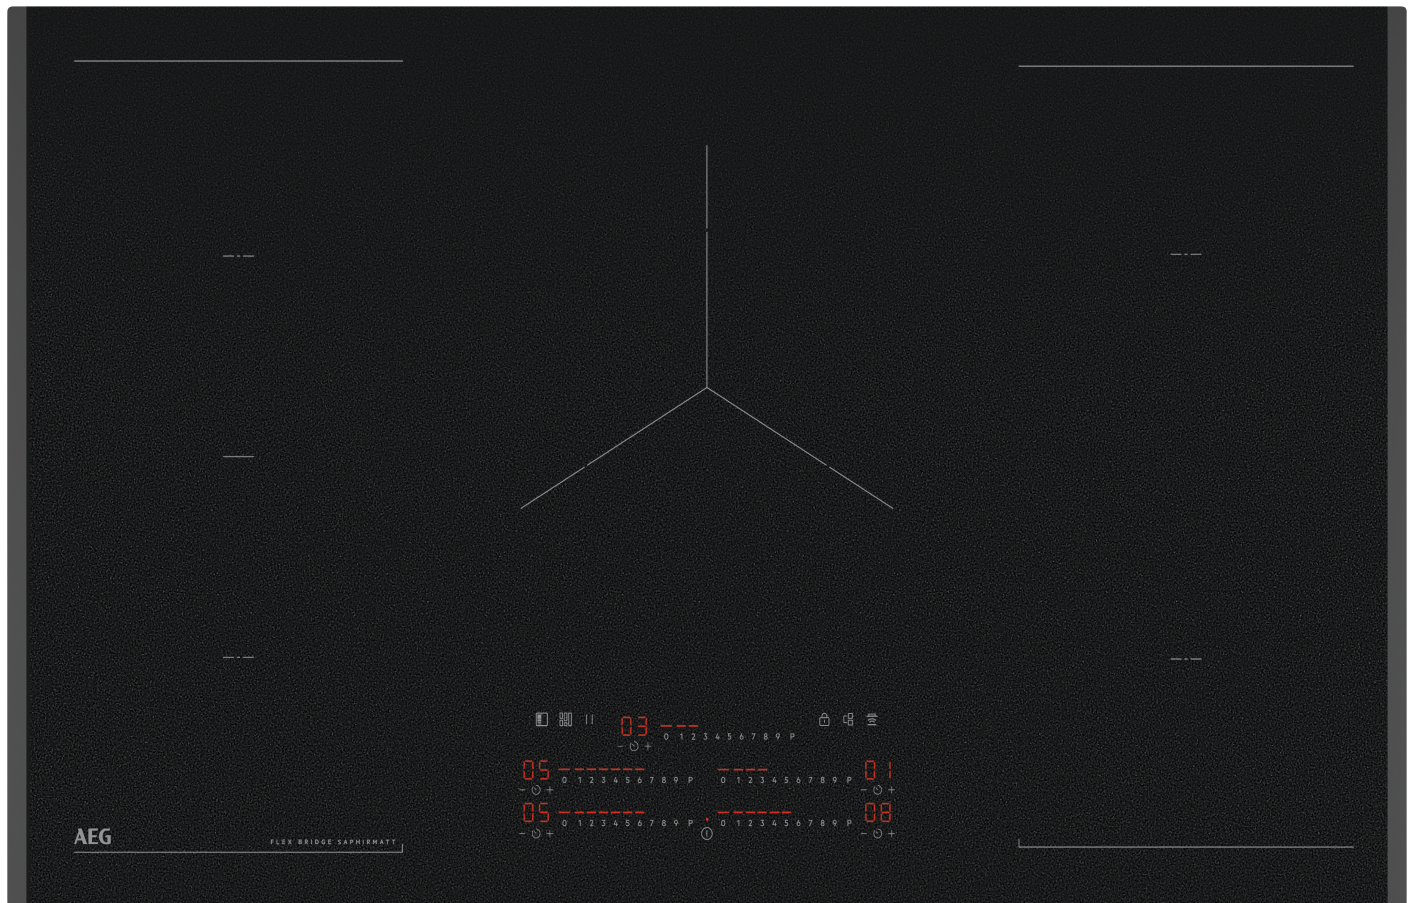 03
0 1 2 3 4 5 6 7 8 9 P
− +
05 0 1 2 3 4 5 6 7 8 9 P 0 1 2 3 4 5 6 7 8 9 P 01
− + − +
05 0 1 2 3 4 5 6 7 8 9 P 0 1 2 3 4 5 6 7 8 9 P 08
− + − +
AEG
FLEX BRIDGE SAPHIRMATT